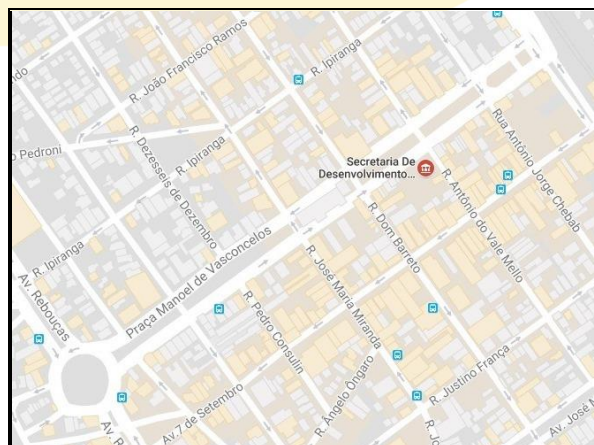 R. João Francisco Ramos
R. Ipiranga
Pedroni
R. Dezesseis de Dezembro
R. Ipiranga
Secretaria De
Desenvolvimento...
Rua Antônio Jorge Chebab
R. Antônio do Vale Mello
R. Dom Barreto
R. Ipiranga
Praça Manoel de Vasconcelos
Av. Rebouças
R. José Maria Miranda
R. Pedro Consulin
R. Ângelo Ôngaro
R. Justino França
Av. 7 de Setembro
Av. José M
Av. R